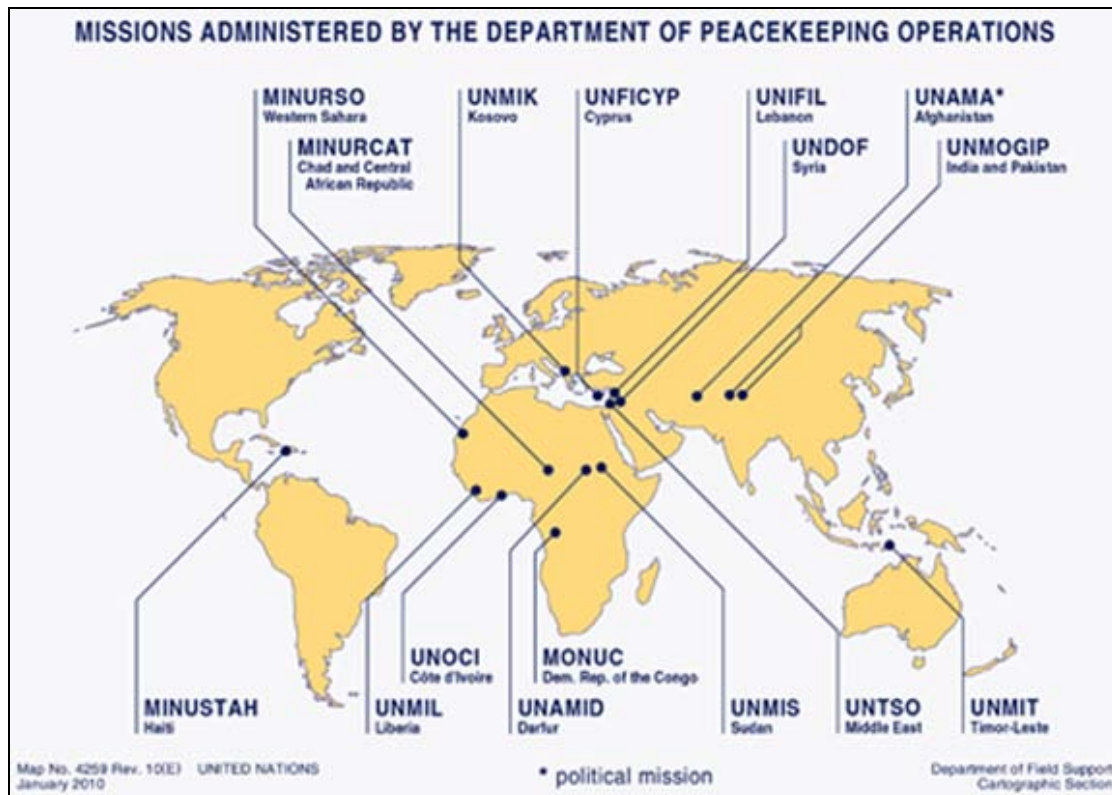 MISSIONS ADMINISTERED BY THE DEPARTMENT OF PEACEKEEPING OPERATIONS
MINURSO
Western Sahara
UNMIK
Kosovo
UNFICYP
Cyprus
UNIFIL
Lebanon
UNAMA*
Afghanistan
MINURCAT
Chad and Central
African Republic
UNDOF
Syria
UNMOGIP
India and Pakistan
UNOCI
Côte d'Ivoire
MONUC
Dem. Rep. of the Congo
MINUSTAH
Haiti
UNMIL
Liberia
UNAMID
Darfur
UNMIS
Sudan
UNTSO
Middle East
UNMIT
Timor-Leste
Map No. 4259 Rev. 10(E) UNITED NATIONS
January 2010
* political mission
Department of Field Support
Cartographic Section